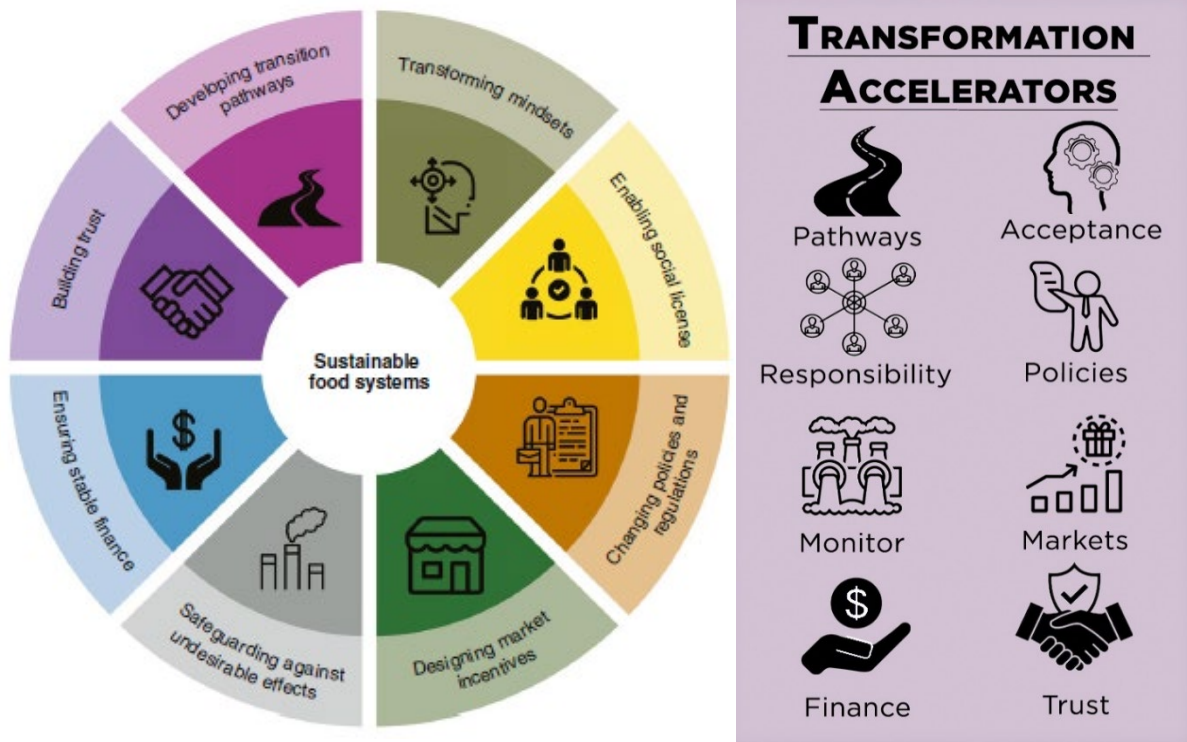 Developing transition
pathways
Transforming mindsets
Enabling social license
Changing policies and
regulations
Designing market
incentives
Safeguarding against
undesirable effects
Ensuring stable finance
Building trust
Sustainable
food systems
TRANSFORMATION
ACCELERATORS
Pathways
Acceptance
Responsibility
Policies
Monitor
Markets
Finance
Trust